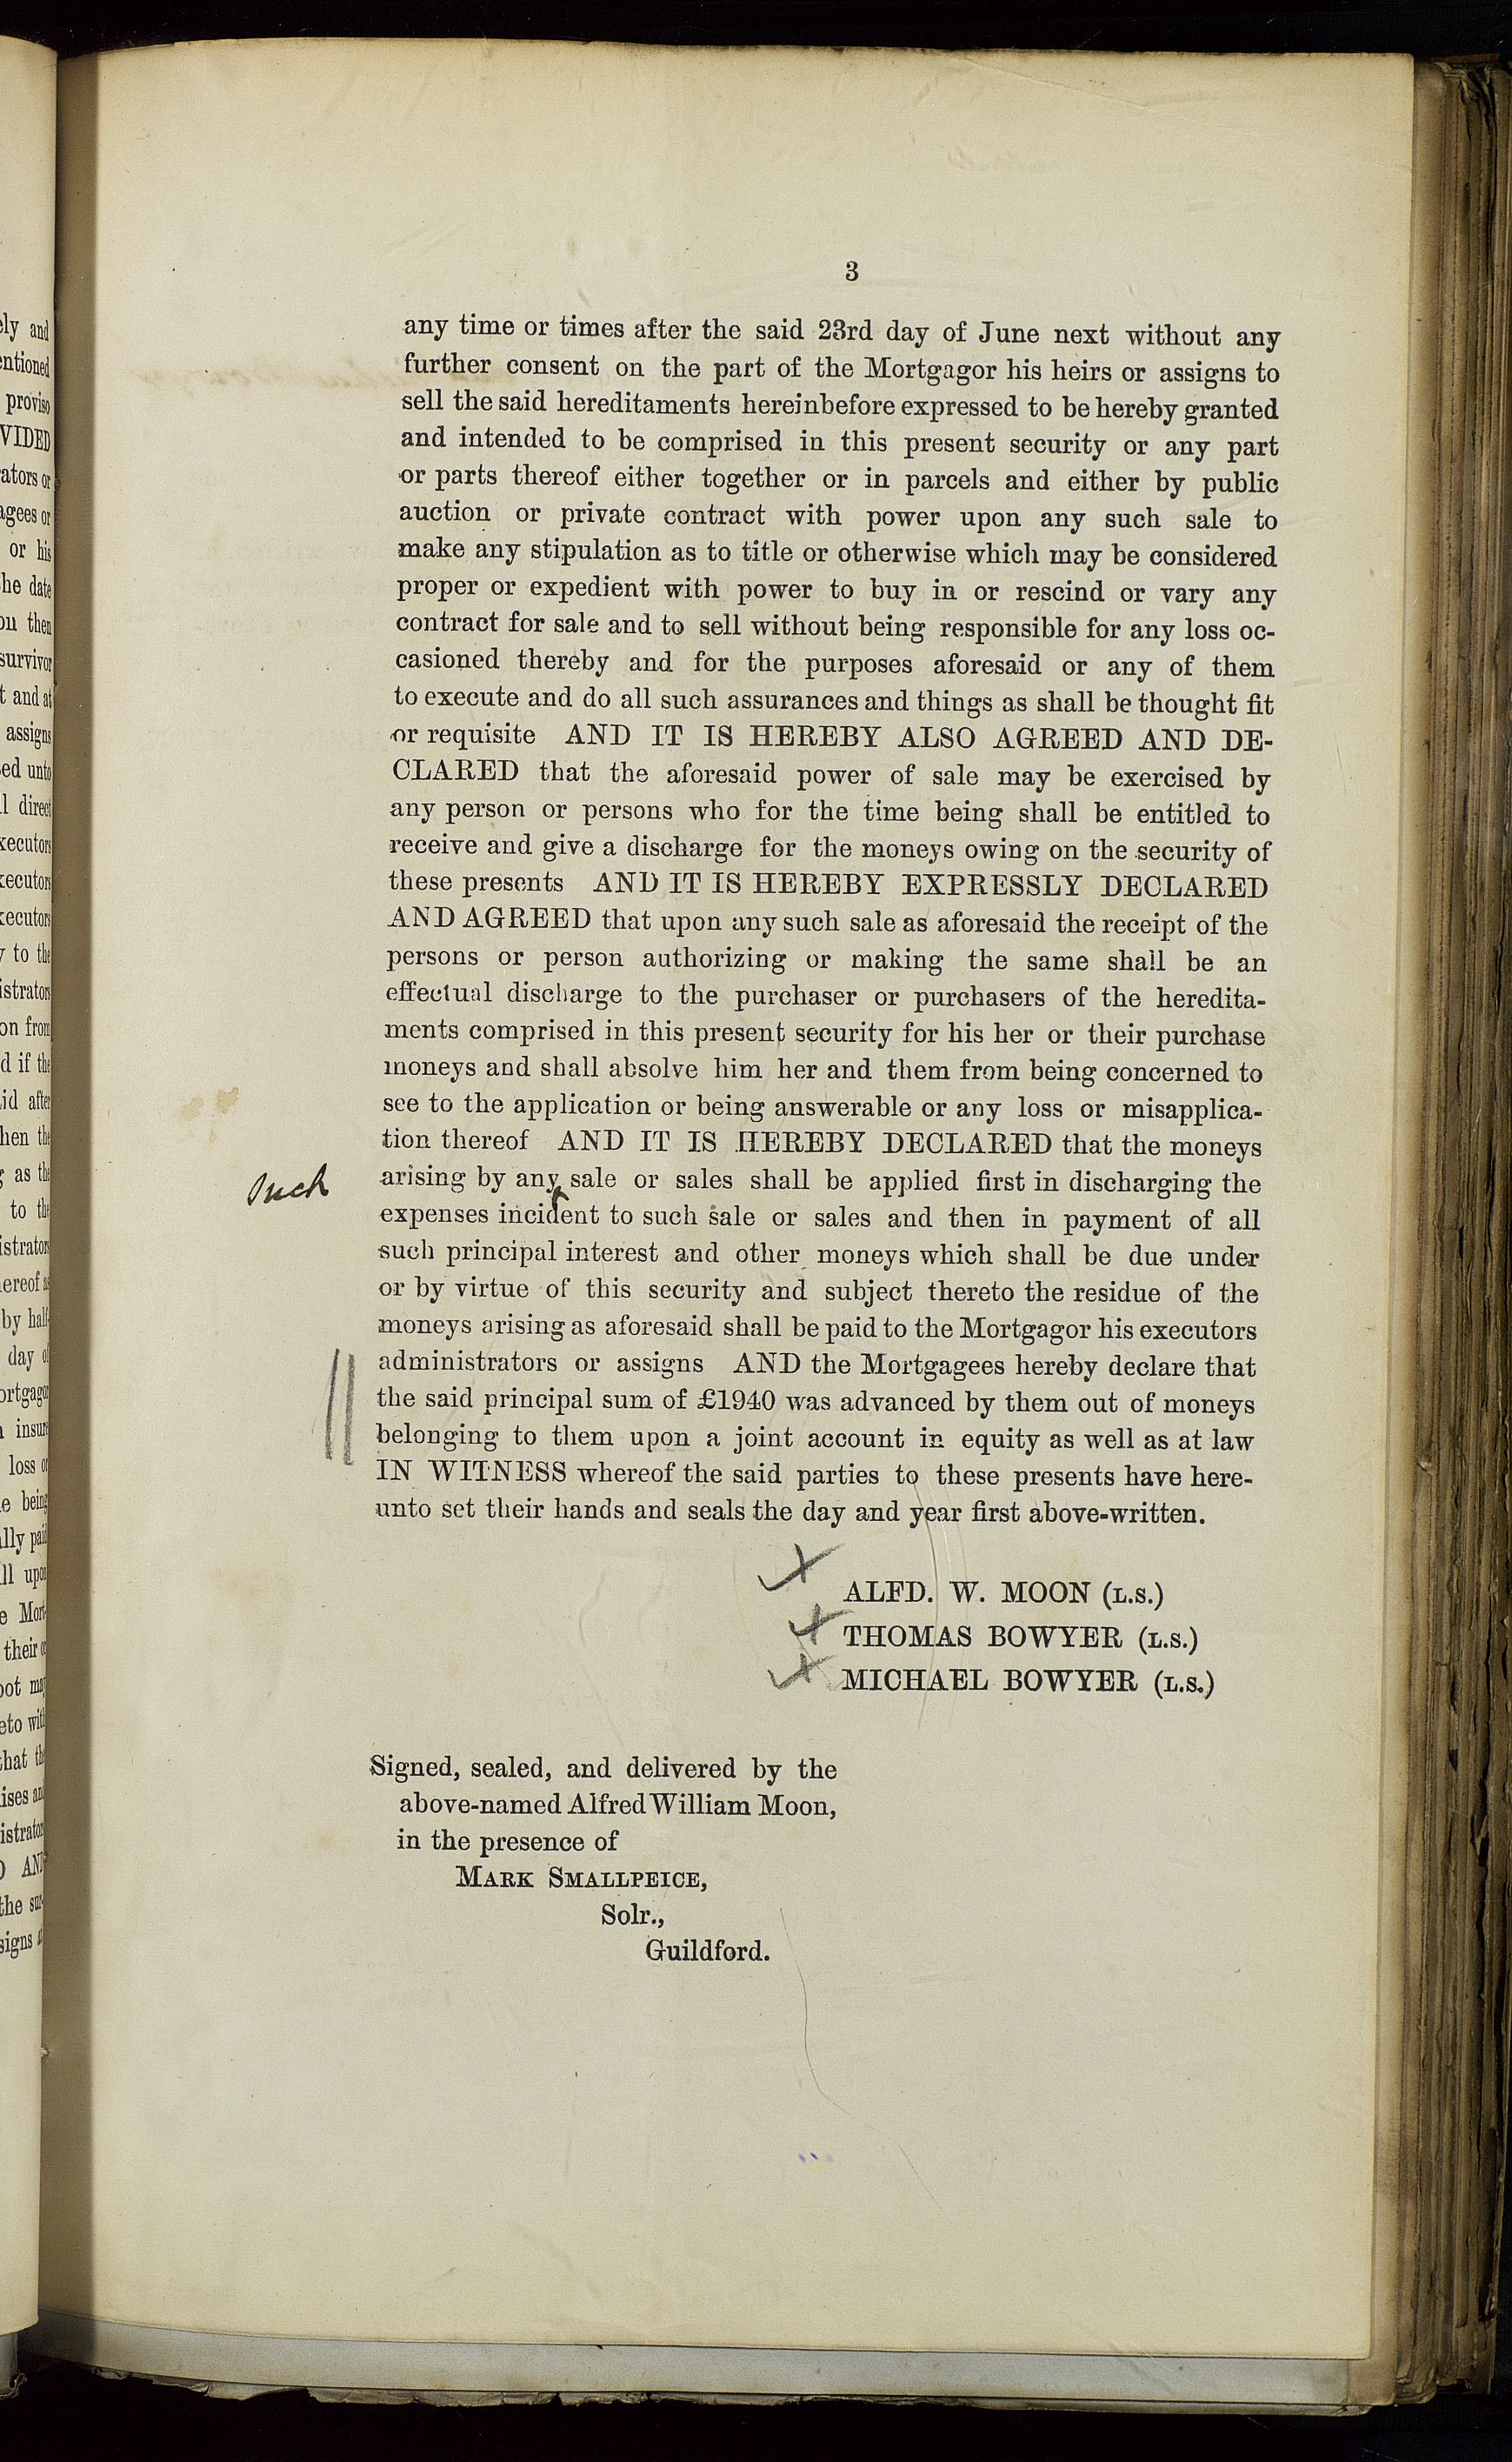 3
any time or times after the said 23rd day of June next without any
further consent on the part of the Mortgagor his heirs or assigns to
sell the said hereditaments hereinbefore expressed to be hereby granted
and intended to be comprised in this present security or any part
or parts thereof either together or in parcels and either by public
auction or private contract with power upon any such sale to
make any stipulation as to title or otherwise which may be considered
proper or expedient with power to buy in or rescind or vary any
contract for sale and to sell without being responsible for any loss oc-
casioned thereby and for the purposes aforesaid or any of them
to execute and do all such assurances and things as shall be thought fit
or requisite AND IT IS HEREBY ALSO AGREED AND DE-
CLARED that the aforesaid power of sale may be exercised by
any person or persons who for the time being shall be entitled to
receive and give a discharge for the moneys owing on the security of
these presents AND IT IS HEREBY EXPRESSLY DECLARED
AND AGREED that upon any such sale as aforesaid the receipt of the
persons or person authorizing or making the same shall be an
effectual discharge to the purchaser or purchasers of the heredita-
ments comprised in this present security for his her or their purchase
moneys and shall absolve him her and them from being concerned to
see to the application or being answerable or any loss or misapplica-
tion thereof AND IT IS HEREBY DECLARED that the moneys
such
arising by any sale or sales shall be applied first in discharging the
expenses incident to such sale or sales and then in payment of all
such principal interest and other moneys which shall be due under
or by virtue of this security and subject thereto the residue of the
moneys arising as aforesaid shall be paid to the Mortgagor his executors
administrators or assigns AND the Mortgagees hereby declare that
the said principal sum of £1940 was advanced by them out of moneys
belonging to them upon a joint account in equity as well as at law
IN WITNESS whereof the said parties to these presents have here-
unto set their hands and seals the day and year first above-written.
ALFD. W. MOON (L.S.)
THOMAS BOWYER (L.S.)
MICHAEL BOWYER (L.S.)
Signed, sealed, and delivered by the
above-named Alfred William Moon,
in the presence of
MARK SMALLPEICE,
Solr.,
Guildford.